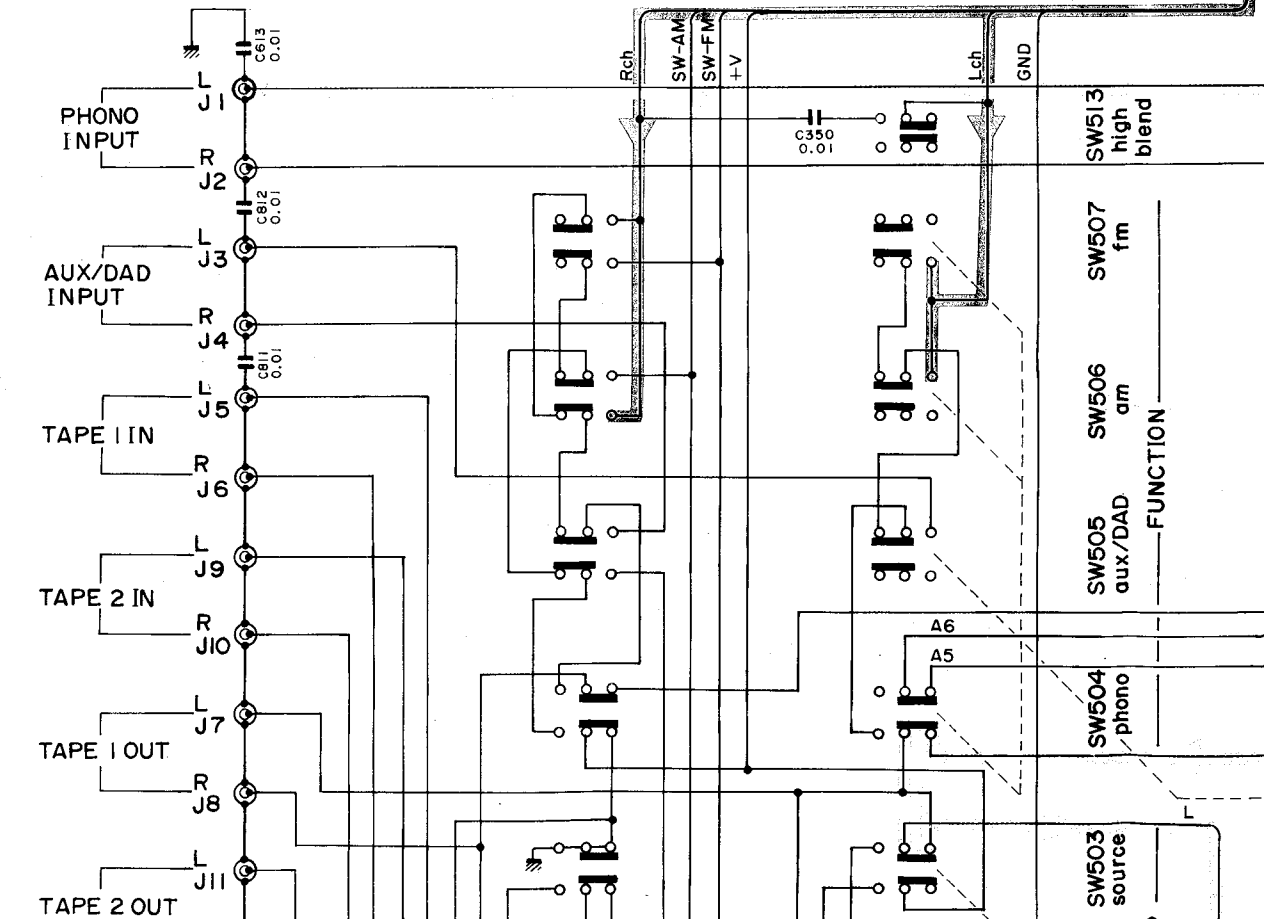 C613
0.01
L
J1
PHONO
INPUT
R
J2
C812
0.01
L
J3
AUX/DAD
INPUT
R
J4
C811
0.01
L
J5
TAPE 1 IN
R
J6
L
J9
TAPE 2 IN
R
J10
L
J7
TAPE 1 OUT
R
J8
L
J11
TAPE 2 OUT
Rch
SW-AM
SW-FM
+V
Lch
GND
C350
0.01
SW513
high
blend
SW507
fm
SW506
am
SW505
aux/DAD
SW504
phono
SW503
source
FUNCTION
A6
A5
L